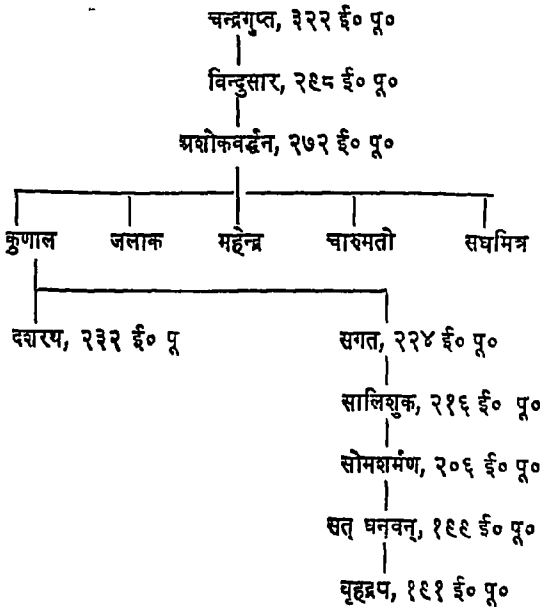 चन्द्रगुप्त, ३२२ ई० पू०
विन्दुसार, २९८ ई० पू०
अशोकवर्द्धन, २७२ ई० पू०
कुणाल जलाक महेन्द्र चारुमती सघमित्र
दशरथ, २३२ ई० पू सगत, २२४ ई० पू०
सालिशुक, २१६ ई० पू०
सोमशर्मण, २०६ ई० पू०
सत् धनवन्, १९९ ई० पू०
वृहद्रप, १९१ ई० पू०